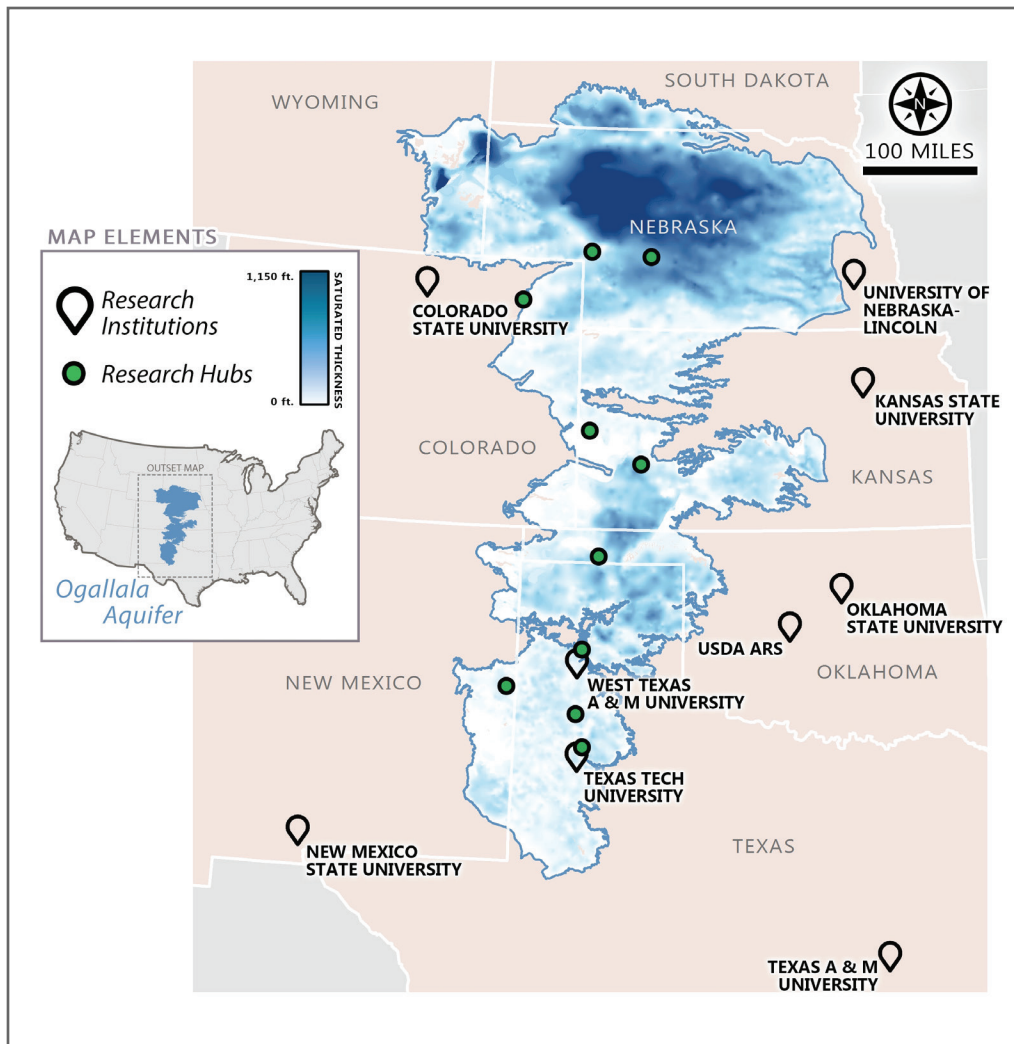 WYOMING
SOUTH DAKOTA
N
100 MILES
NEBRASKA
MAP ELEMENTS
Research
Institutions
Research Hubs
1,150 ft.
0 ft.
SATURATED THICKNESS
OUTSET MAP
Ogallala
Aquifer
COLORADO
STATE UNIVERSITY
UNIVERSITY OF
NEBRASKA-
LINCOLN
KANSAS STATE
UNIVERSITY
COLORADO
KANSAS
OKLAHOMA
STATE UNIVERSITY
USDA ARS
OKLAHOMA
NEW MEXICO
WEST TEXAS
A & M UNIVERSITY
TEXAS TECH
UNIVERSITY
NEW MEXICO
STATE UNIVERSITY
TEXAS
TEXAS A & M
UNIVERSITY